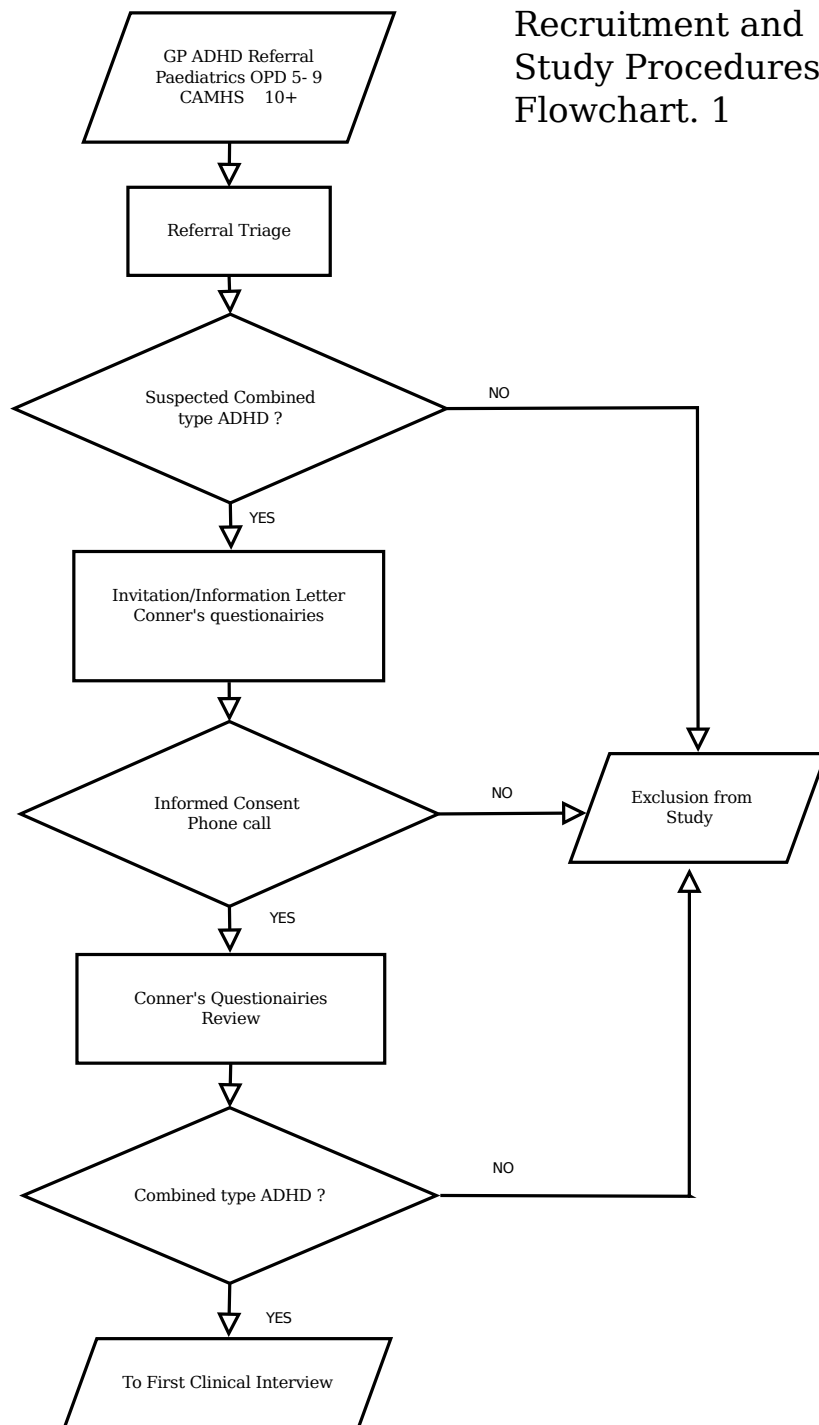 Recruitment and
Study Procedures
Flowchart. 1
GP ADHD Referral
Paediatrics OPD 5- 9
CAMHS    10+
Referral Triage
Suspected Combined
type ADHD ?
NO
YES
Invitation/Information Letter
Conner's questionairies
Informed Consent
Phone call
NO
Exclusion from
Study
YES
Conner's Questionairies
Review
Combined type ADHD ?
NO
YES
To First Clinical Interview